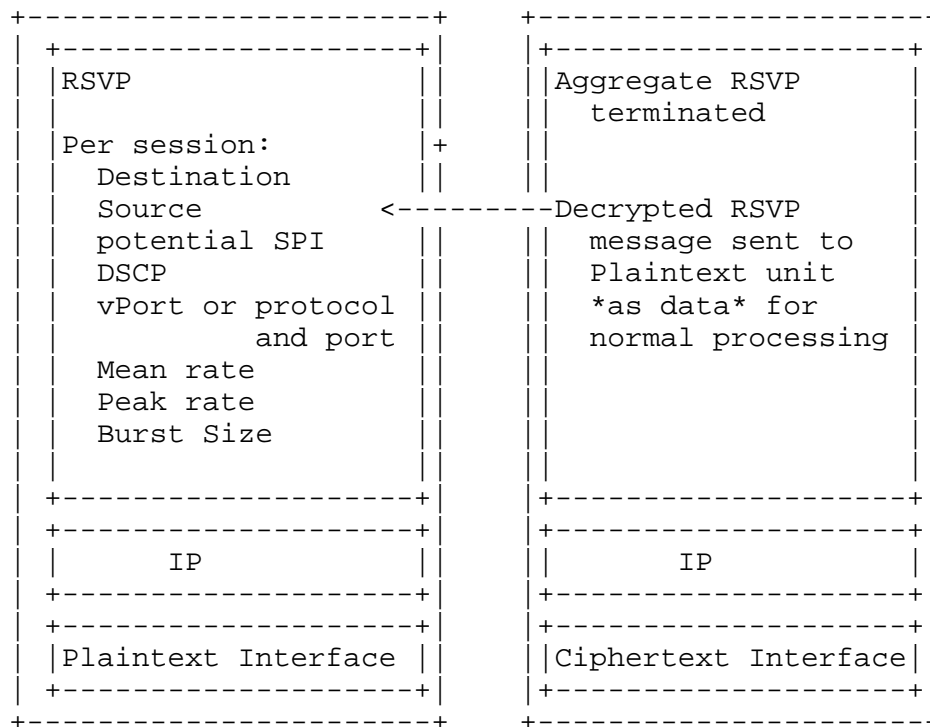 RSVP
Aggregate RSVP
terminated
Per session:
Destination
Source <---------Decrypted RSVP
potential SPI message sent to
DSCP Plaintext unit
vPort or protocol *as data* for
and port normal processing
Mean rate
Peak rate
Burst Size
IP IP
Plaintext Interface Ciphertext Interface